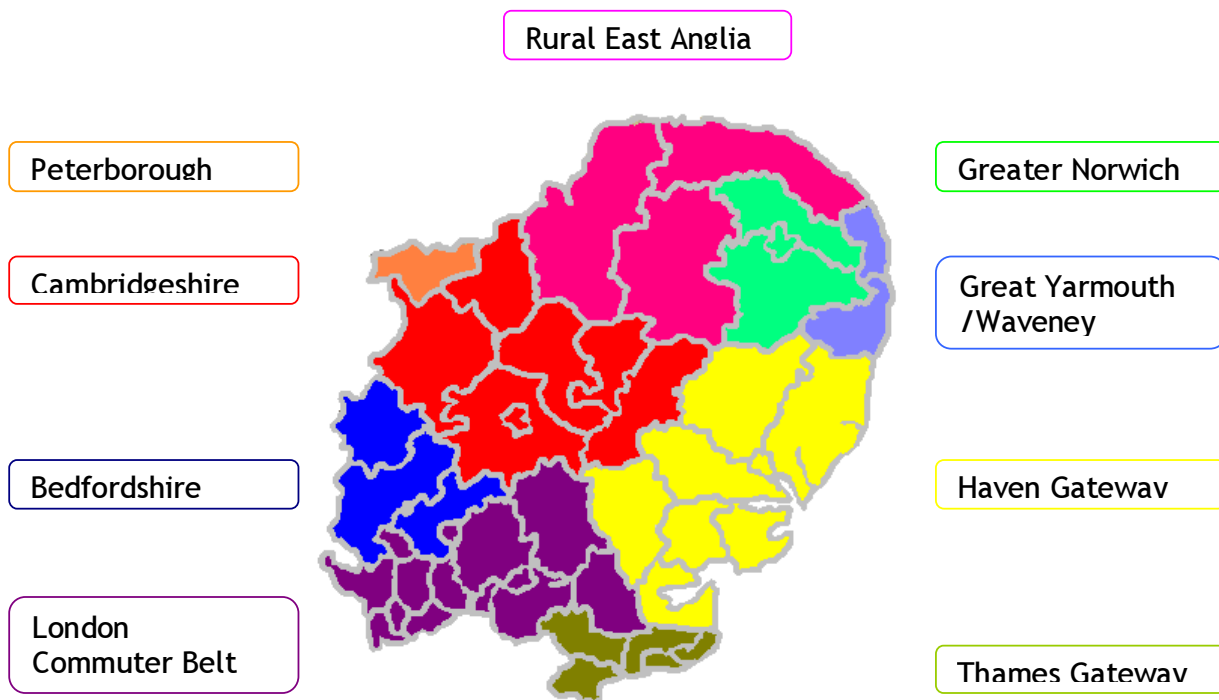 Rural East Anglia
Peterborough
Greater Norwich
Cambridgeshire
Great Yarmouth
/Waveney
Bedfordshire
Haven Gateway
London
Commuter Belt
Thames Gateway